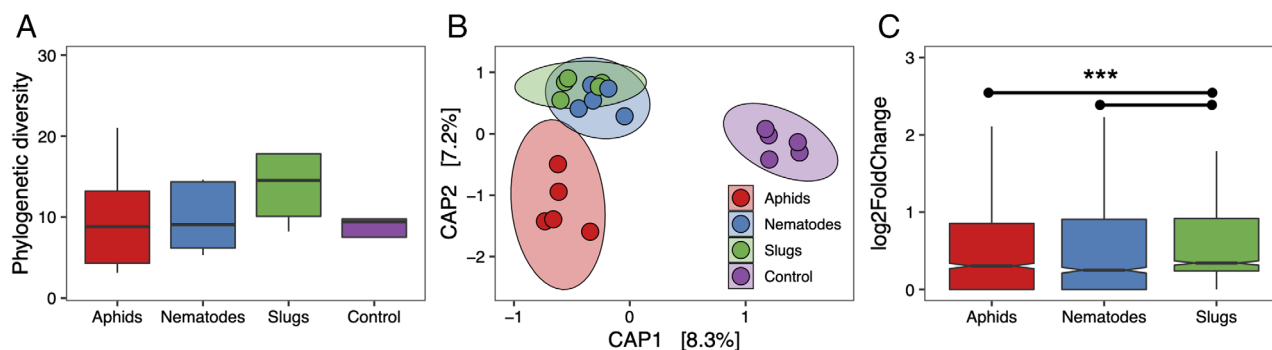 A
Phylogenetic diversity
30
20
10
0
Aphids Nematodes Slugs Control
B
CAP2 [7.2%]
1
0
−1
−2
−1 0 1
CAP1 [8.3%]
Aphids
Nematodes
Slugs
Control
C
log2FoldChange
3
2
1
0
***
Aphids Nematodes Slugs